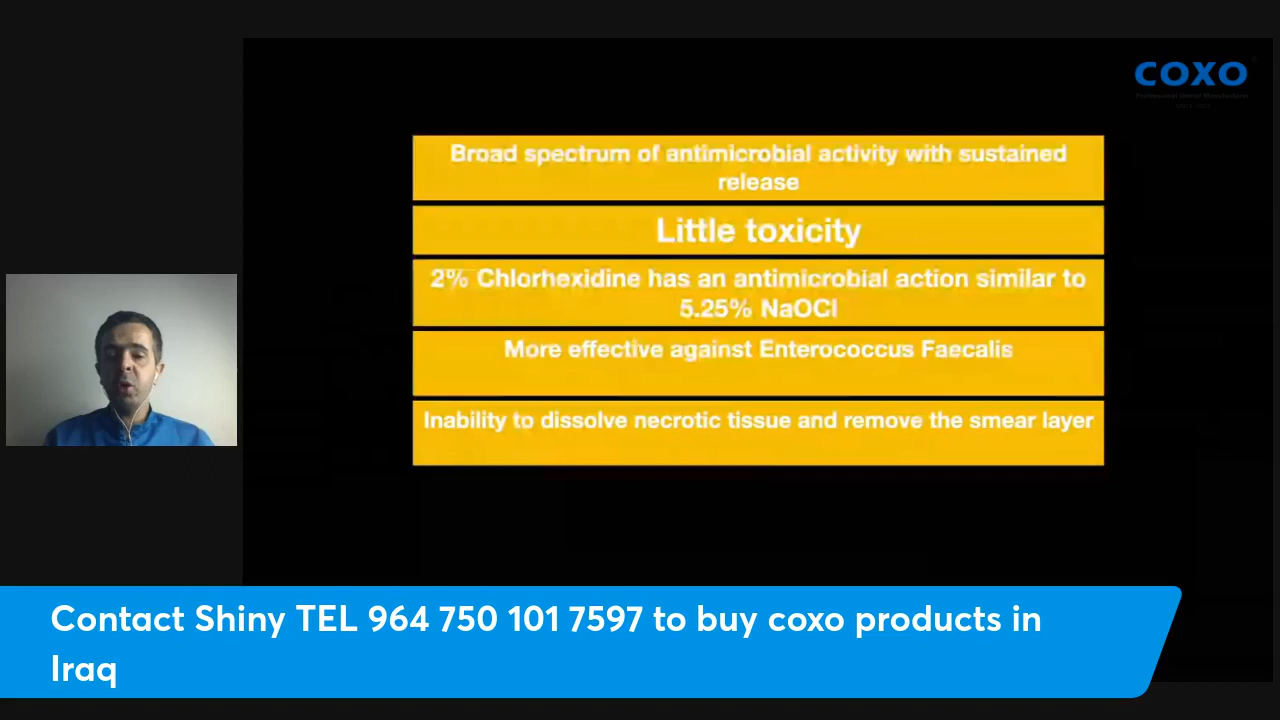 COXO
Broad spectrum of antimicrobial activity with sustained
release
Little toxicity
2% Chlorhexidine has an antimicrobial action similar to
5.25% NaOCl
More effective against Enterococcus Faecalis
Inability to dissolve necrotic tissue and remove the smear layer
Contact Shiny TEL 964 750 101 7597 to buy coxo products in
Iraq